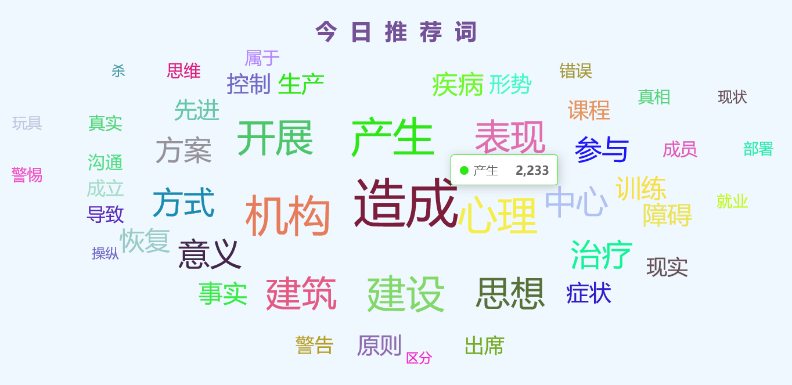 今日推荐词
属于
杀
思维
控制
生产
疾病
形势
错误
玩具
真实
先进
课程
真相
现状
方案
开展
产生
表现
参与
成员
部署
警惕
沟通
产生 2,233
成立
导致
方式
机构
造成
心理
中心
训练
障碍
就业
操纵
恢复
意义
治疗
现实
事实
建筑
建设
思想
症状
警告
原则
区分
出席